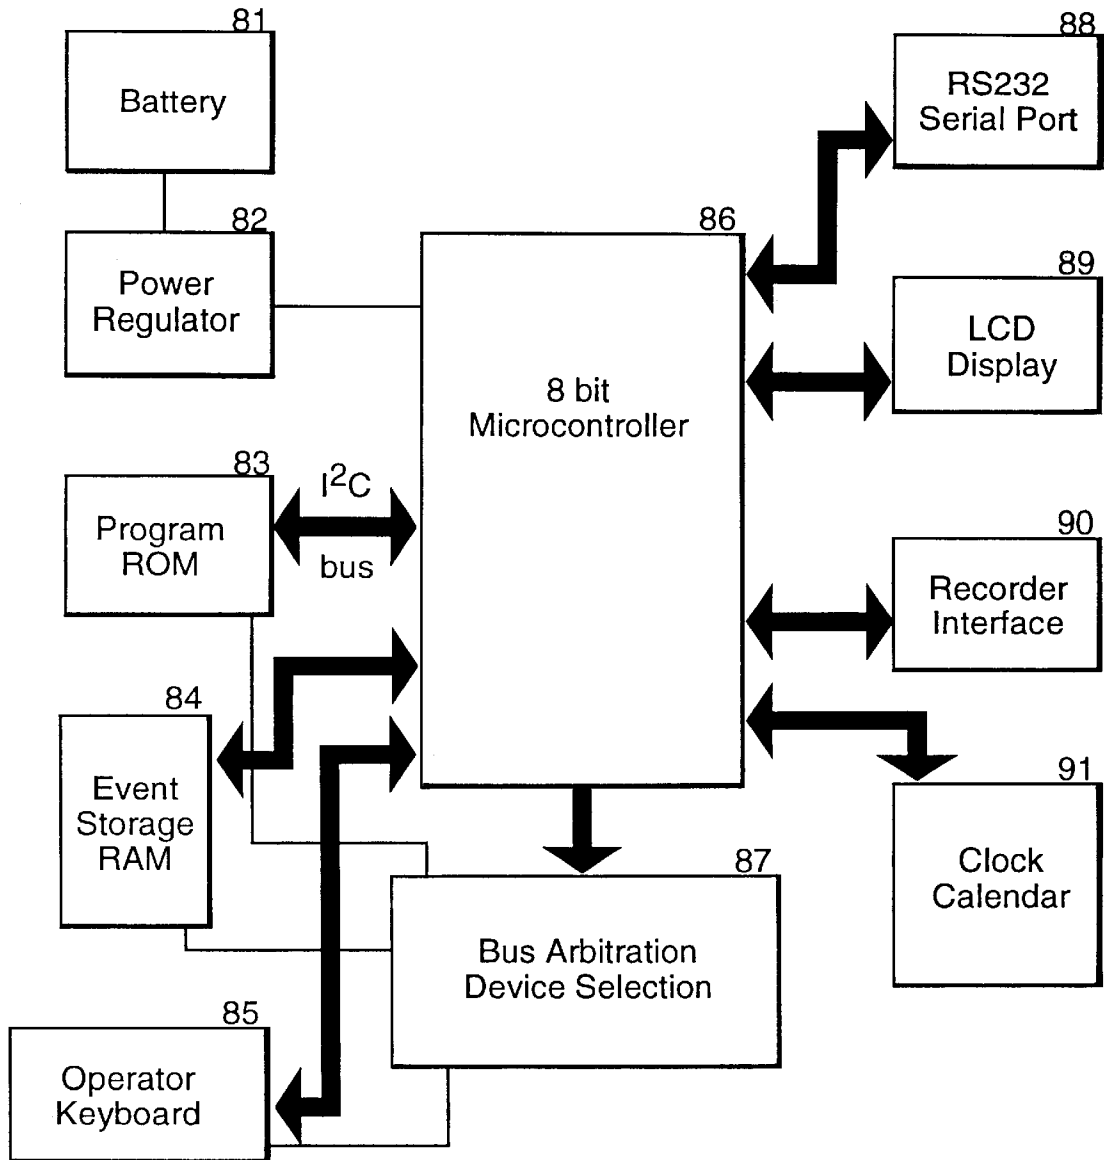 81
Battery
82
Power
Regulator
83
Program
ROM
I²C
bus
84
Event
Storage
RAM
85
Operator
Keyboard
86
8 bit
Microcontroller
87
Bus Arbitration
Device Selection
88
RS232
Serial Port
89
LCD
Display
90
Recorder
Interface
91
Clock
Calendar